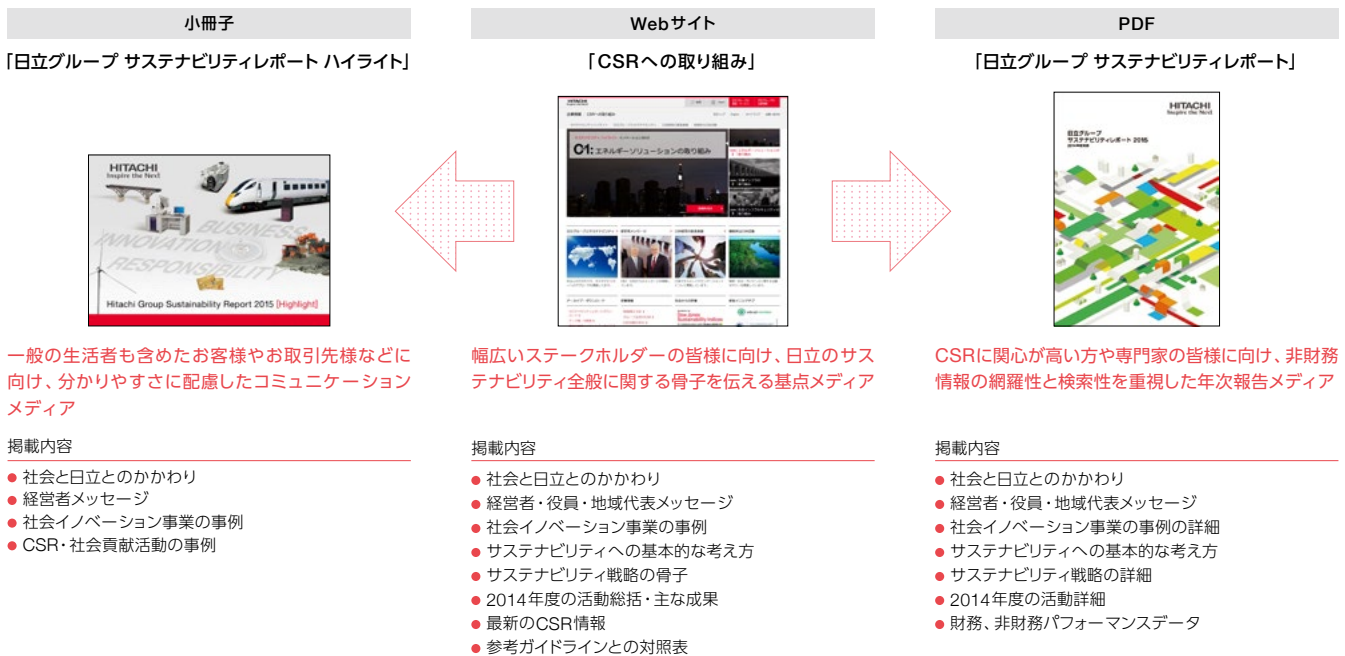 小冊子
「日立グループ サステナビリティレポート ハイライト」
HITACHI
Inspire the Next
BUSINESS
INNOVATION
RESPONSIBILITY
Hitachi Group Sustainability Report 2015 [Highlight]
一般の生活者も含めたお客様やお取引先様などに
向け、分かりやすさに配慮したコミュニケーション
メディア
掲載内容
● 社会と日立とのかかわり
● 経営者メッセージ
● 社会イノベーション事業の事例
● CSR・社会貢献活動の事例
Webサイト
「CSRへの取り組み」
HITACHI
01: エネルギーソリューションの取り組み
幅広いステークホルダーの皆様に向け、日立のサス
テナビリティ全般に関する骨子を伝える基点メディア
掲載内容
● 社会と日立とのかかわり
● 経営者・役員・地域代表メッセージ
● 社会イノベーション事業の事例
● サステナビリティへの基本的な考え方
● サステナビリティ戦略の骨子
● 2014年度の活動総括・主な成果
● 最新のCSR情報
● 参考ガイドラインとの対照表
PDF
「日立グループ サステナビリティレポート」
HITACHI
Inspire the Next
日立グループ
サステナビリティレポート 2015
CSRに関心が高い方や専門家の皆様に向け、非財務
情報の網羅性と検索性を重視した年次報告メディア
掲載内容
● 社会と日立とのかかわり
● 経営者・役員・地域代表メッセージ
● 社会イノベーション事業の事例の詳細
● サステナビリティへの基本的な考え方
● サステナビリティ戦略の詳細
● 2014年度の活動詳細
● 財務、非財務パフォーマンスデータ